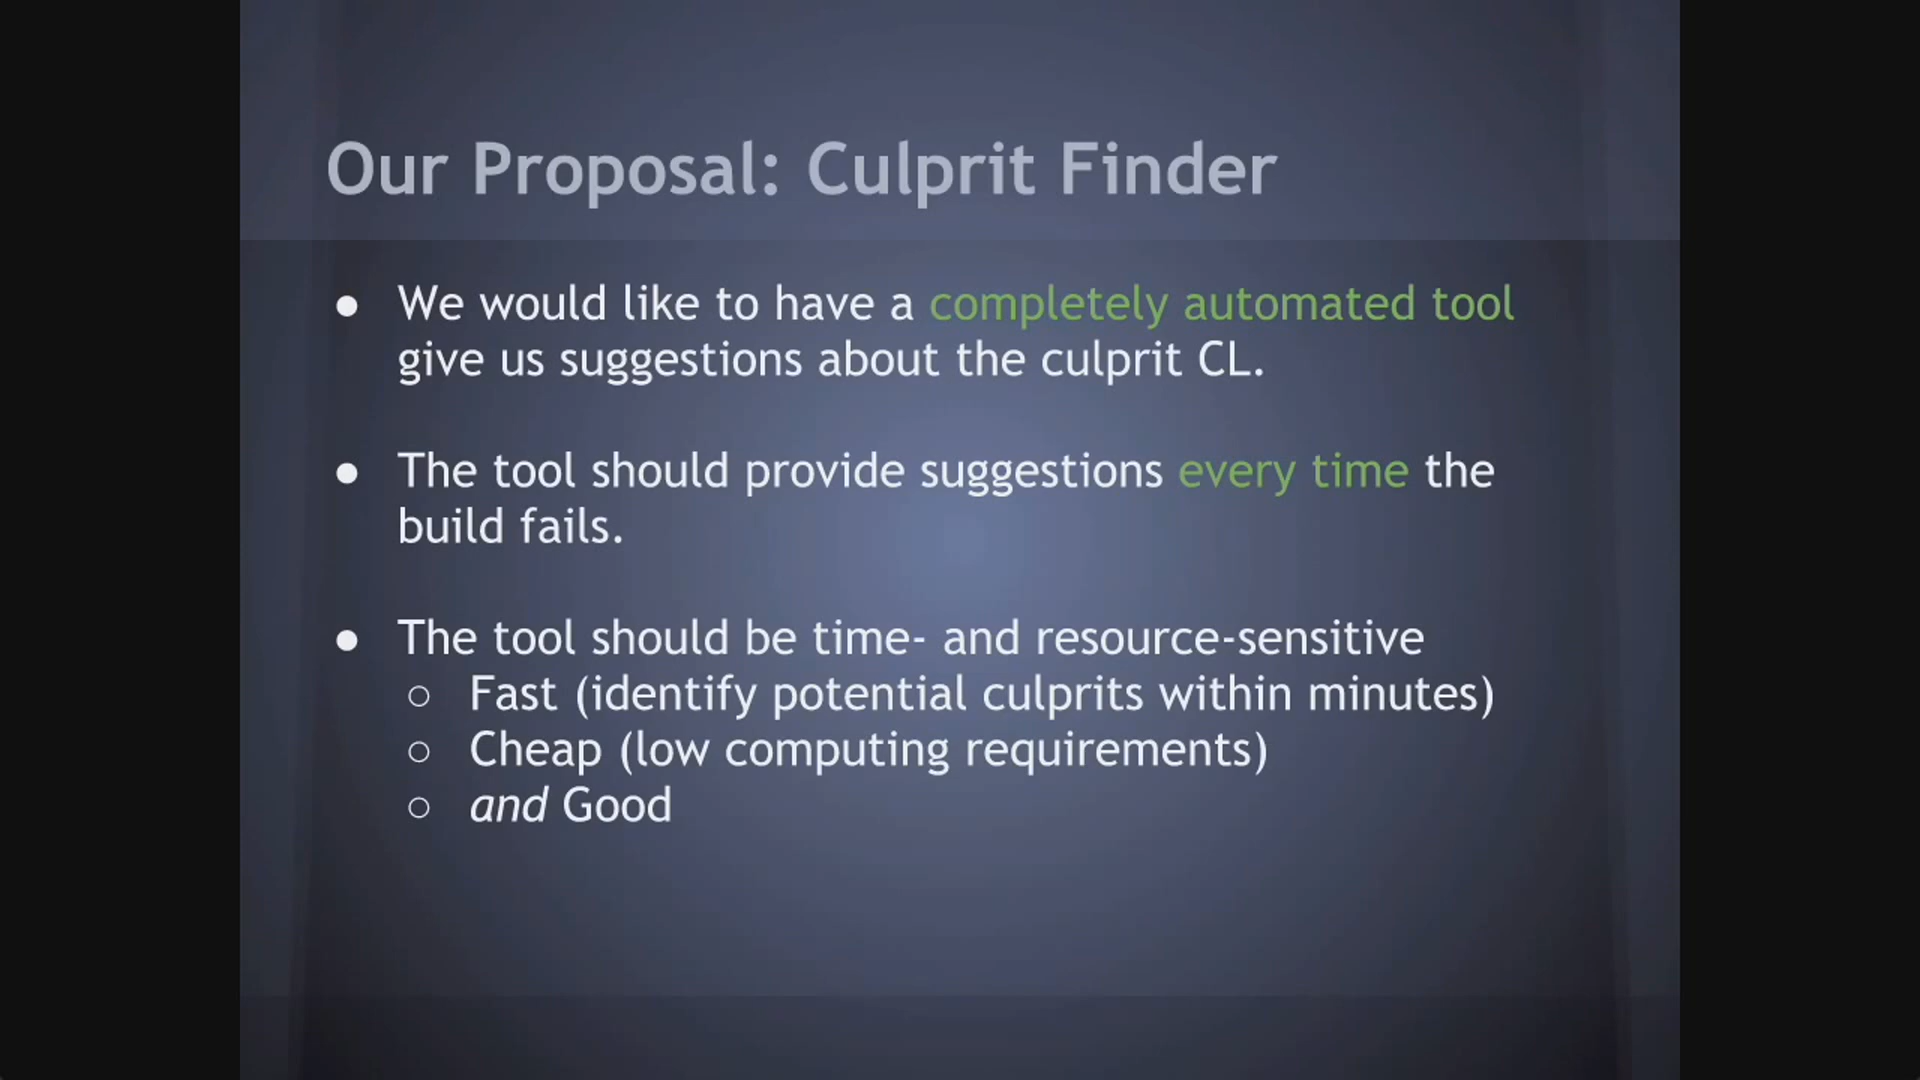 Our Proposal: Culprit Finder
● We would like to have a completely automated tool
give us suggestions about the culprit CL.
● The tool should provide suggestions every time the
build fails.
● The tool should be time- and resource-sensitive
○ Fast (identify potential culprits within minutes)
○ Cheap (low computing requirements)
○ and Good